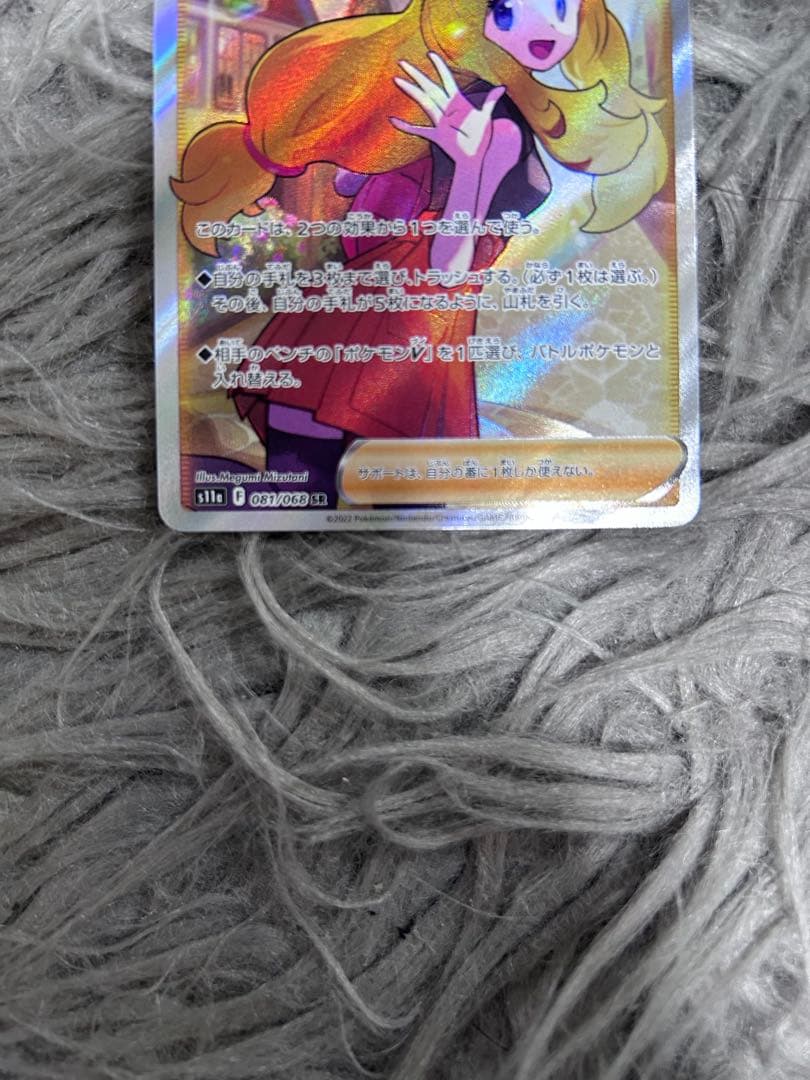 このカードは、2つの効果から1つを選んで使う。
◆自分の手札を3枚まで選び、トラッシュする。(必ず1枚は選ぶ。)
その後、自分の手札が5枚になるように、山札を引く。
◆相手のベンチの「ポケモンV」を1匹選び、バトルポケモンと
入れ替える。
サポートは、自分の番に1枚しか使えない。
Illus. Megumi Mizutani
s11a F 081/068 SR
©2022 Pokémon/Nintendo/Creatures/GAME FREAK